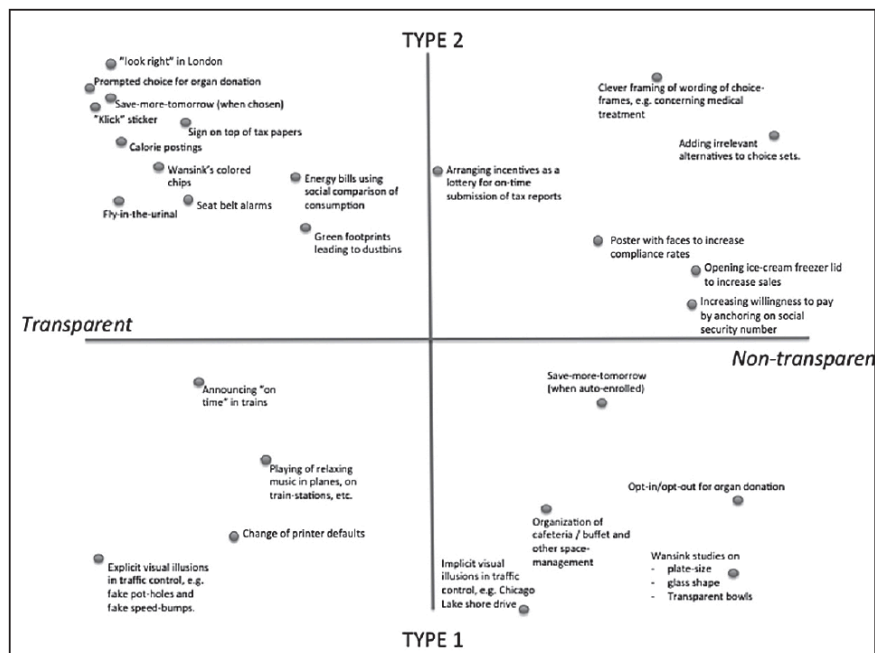 TYPE 2
"look right" in London
Prompted choice for organ donation
Save-more-tomorrow (when chosen)
"Klick" sticker
Sign on top of tax papers
Calorie postings
Wansink's colored
chips
Fly-in-the-urinal
Seat belt alarms
Energy bills using
social comparison of
consumption
Green footprints
leading to dustbins
Clever framing of wording of choice-
frames, e.g. concerning medical
treatment
Adding irrelevant
alternatives to choice sets.
Arranging incentives as a
lottery for on-time
submission of tax reports
Poster with faces to increase
compliance rates
Opening ice-cream freezer lid
to increase sales
Increasing willingness to pay
by anchoring on social
security number
Transparent
Non-transparen
Announcing "on
time" in trains
Playing of relaxing
music in planes, on
train-stations, etc.
Change of printer defaults
Explicit visual illusions
in traffic control, e.g.
fake pot-holes and
fake speed-bumps.
Save-more-tomorrow
(when auto-enrolled)
Opt-in/opt-out for organ donation
Organization of
cafeteria / buffet and
other space-
management
Implicit visual
illusions in traffic
control, e.g. Chicago
Lake shore drive
Wansink studies on
- plate-size
- glass shape
- Transparent bowls
TYPE 1